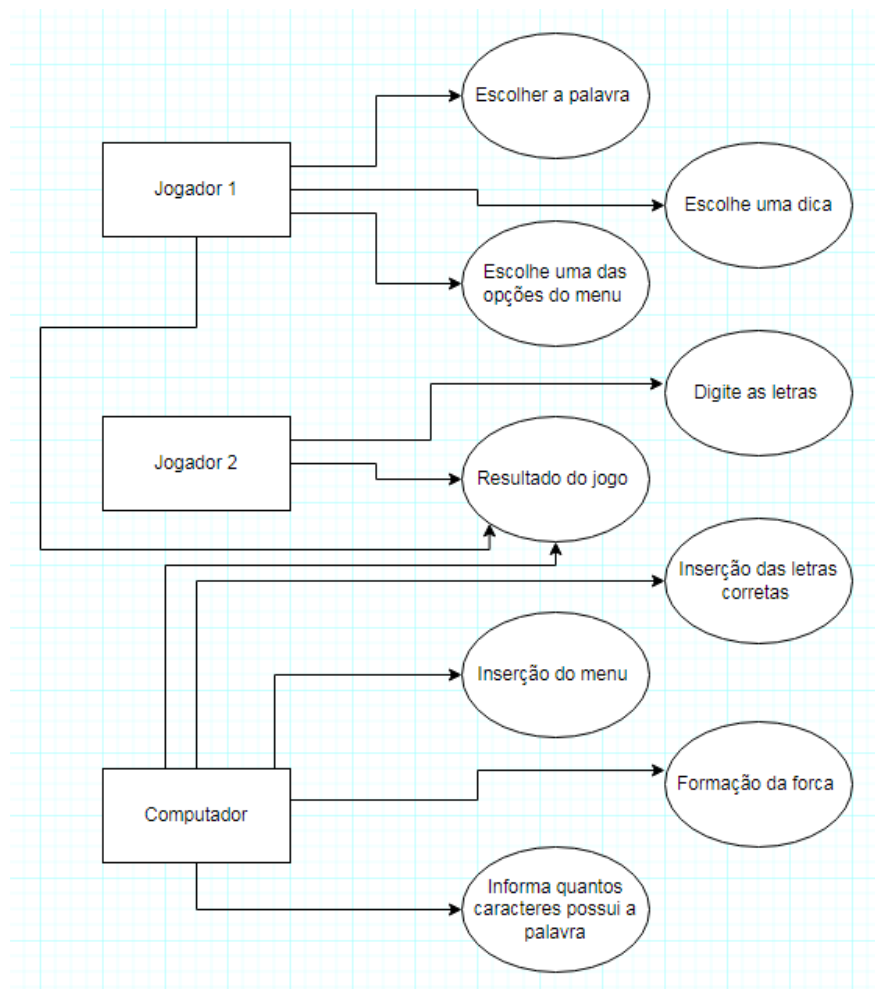 Escolher a palavra
Jogador 1
Escolhe uma dica
Escolhe uma das
opções do menu
Digite as letras
Jogador 2
Resultado do jogo
Inserção das letras
corretas
Inserção do menu
Formação da forca
Computador
Informa quantos
caracteres possui a
palavra